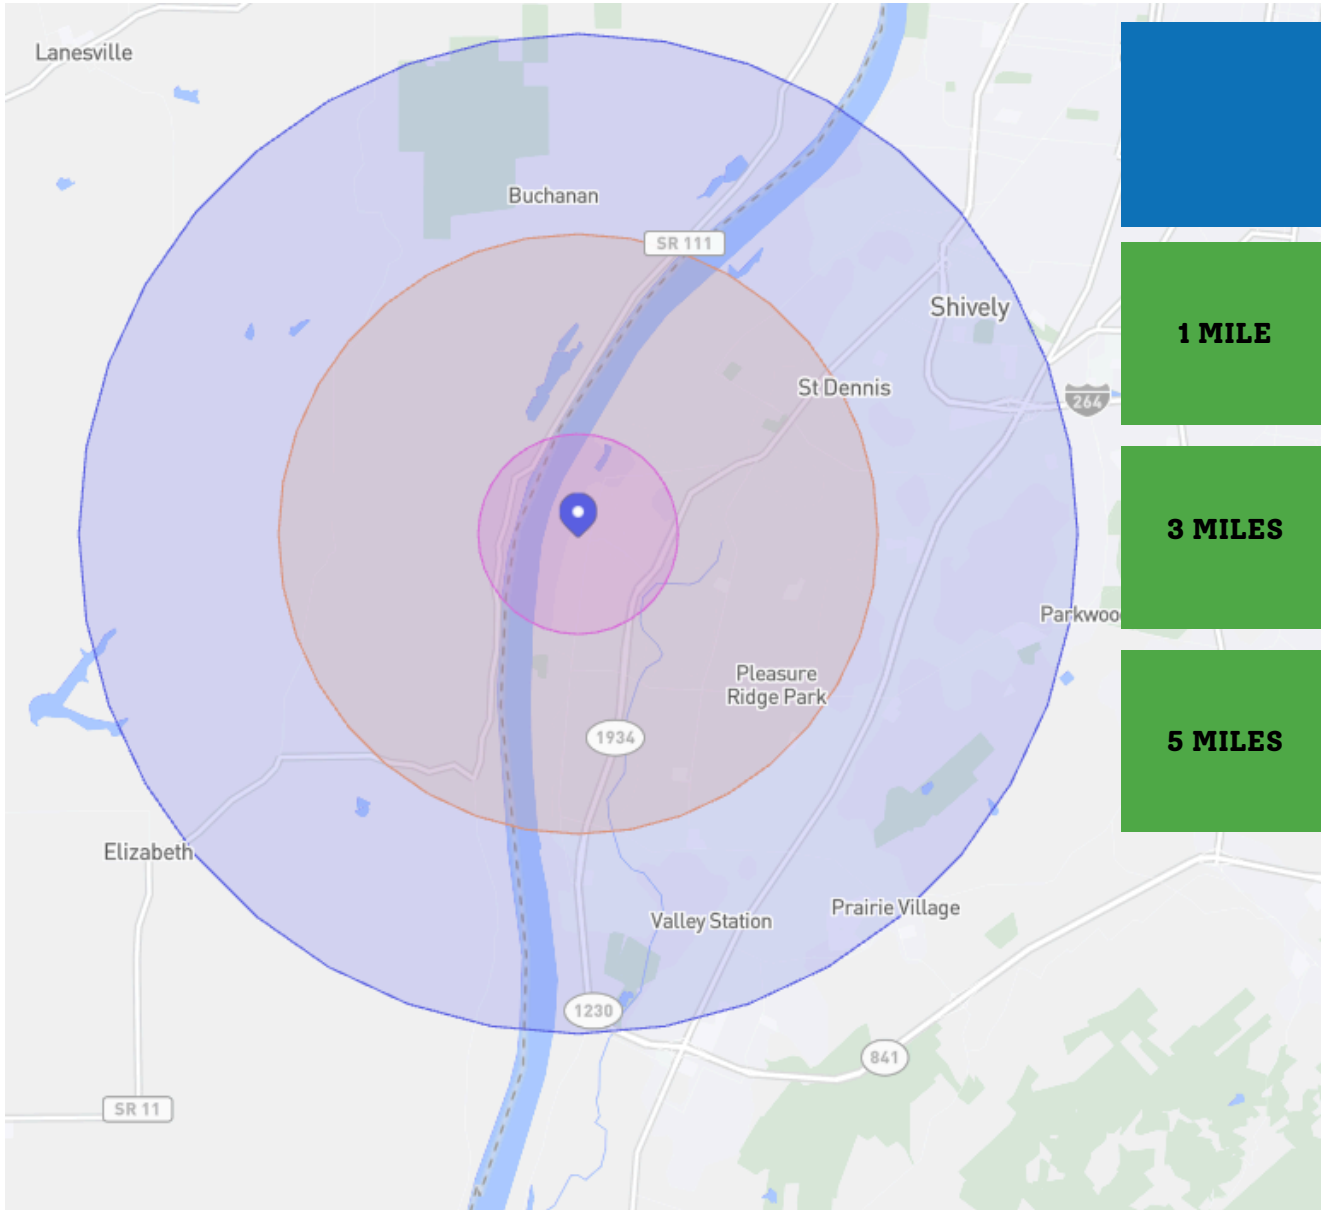 Lanesville
Buchanan
SR 111
Shively
1 MILE
St Dennis
264
3 MILES
Parkwoo
Pleasure
Ridge Park
1934
5 MILES
Elizabeth
Prairie Village
Valley Station
1230
841
SR 11